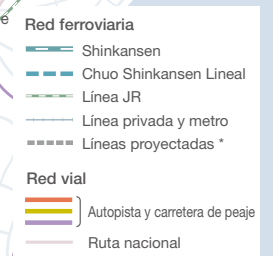 Red ferroviaria
Shinkansen
Chuo Shinkansen Lineal
Línea JR
Línea privada y metro
Líneas proyectadas *
Red vial
Autopista y carretera de peaje
Ruta nacional